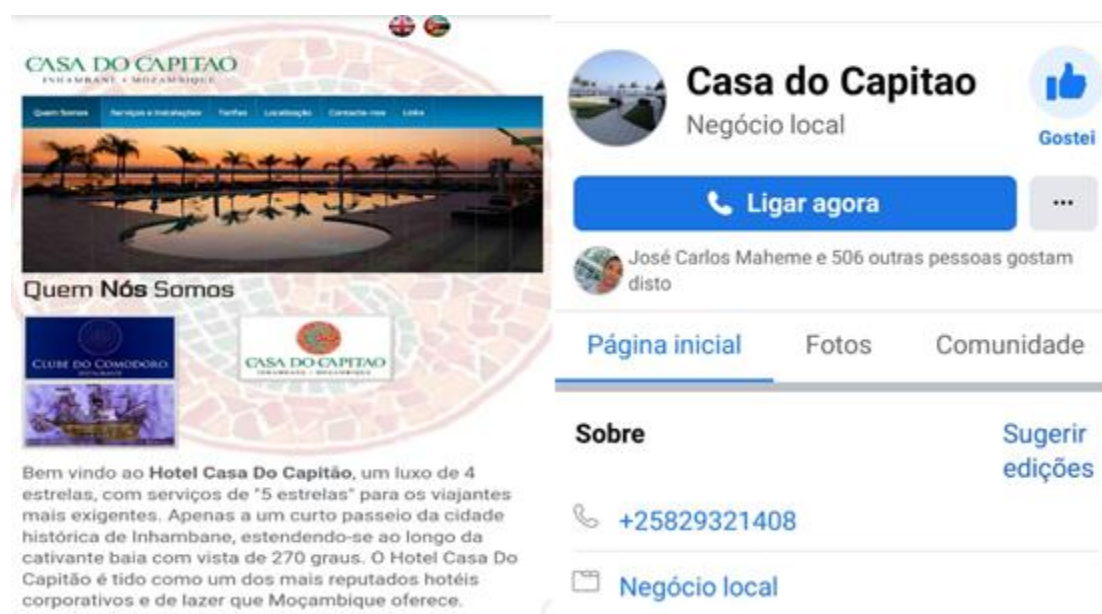 CASA DO CAPITAO
INHAMBANE • MOZAMBIQUE
Quem Somos Serviços e Instalações Tarifas Localização Contacte-nos Links
Quem Nós Somos
CLUBE DO COMODORO
CASA DO CAPITAO
INHAMBANE • MOZAMBIQUE
Bem vindo ao Hotel Casa Do Capitão, um luxo de 4
estrelas, com serviços de "5 estrelas" para os viajantes
mais exigentes. Apenas a um curto passeio da cidade
histórica de Inhambane, estendendo-se ao longo da
cativante baia com vista de 270 graus. O Hotel Casa Do
Capitão é tido como um dos mais reputados hotéis
corporativos e de lazer que Moçambique oferece.
Casa do Capitao
Negócio local
Gostei
Ligar agora
...
José Carlos Maheme e 506 outras pessoas gostam
disto
Página inicial Fotos Comunidade
Sobre
Sugerir
edições
+25829321408
Negócio local